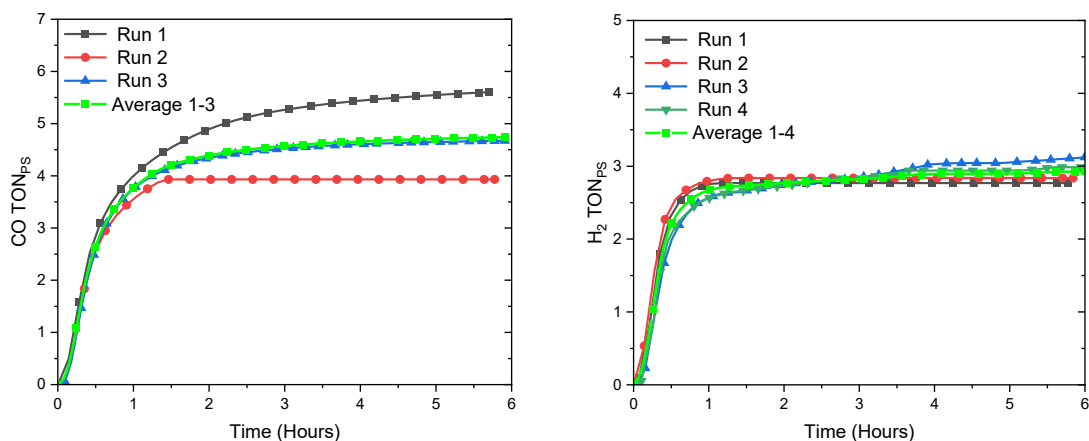 7
6
5
4
3
2
1
0
CO TON_PS
Run 1
Run 2
Run 3
Average 1-3
0 1 2 3 4 5 6
Time (Hours)
5
4
3
2
1
0
H₂ TON_PS
Run 1
Run 2
Run 3
Run 4
Average 1-4
0 1 2 3 4 5 6
Time (Hours)